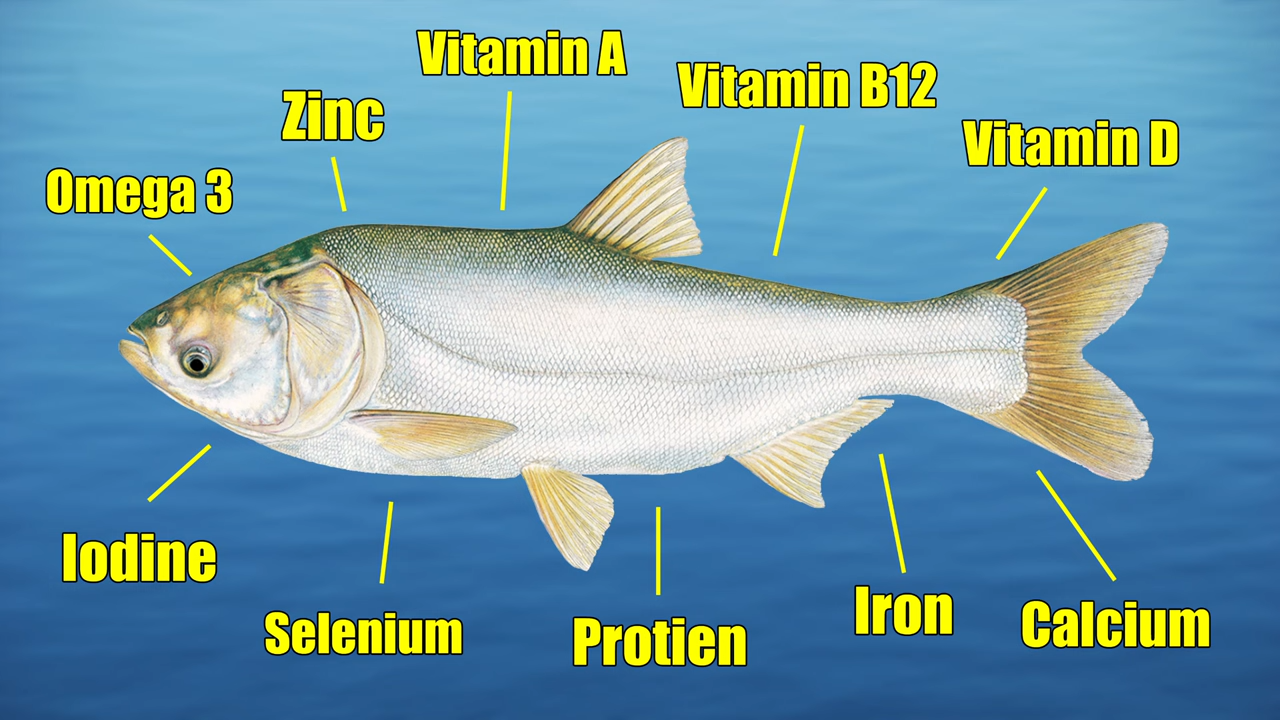 Vitamin A
Vitamin B12
Zinc
Vitamin D
Omega 3
Iodine
Selenium
Protien
Iron
Calcium